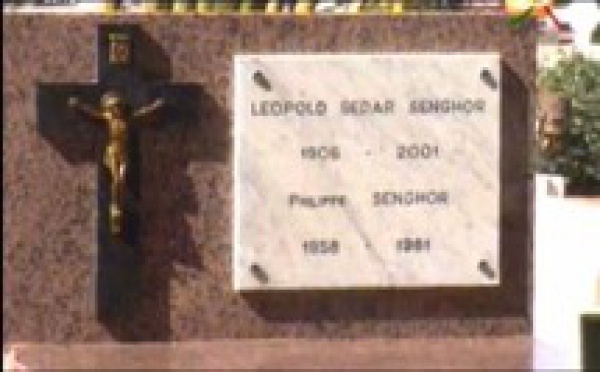 LEOPOLD SEDAR SENGHOR
1906 - 2001
PHILIPPE SENGHOR
1958 - 1981